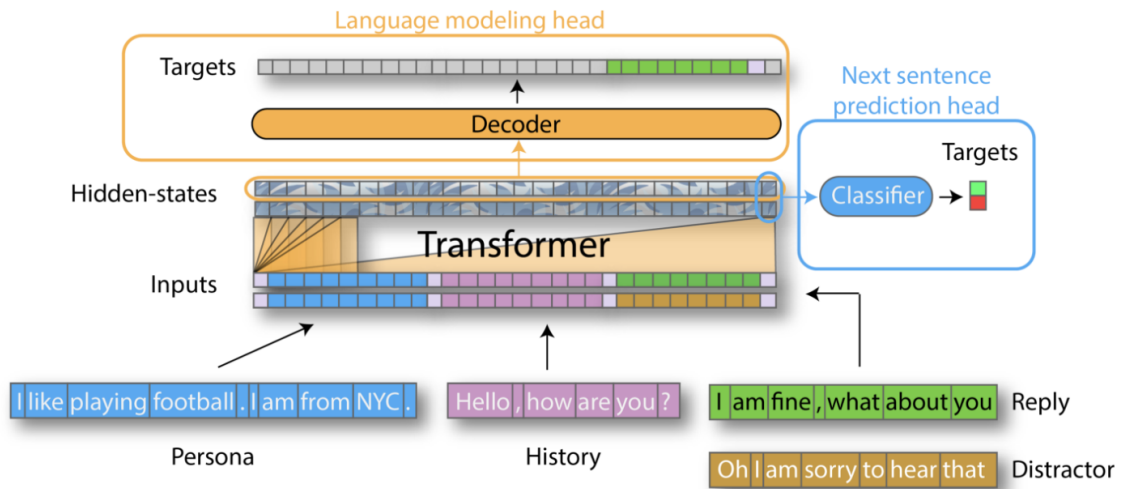 Language modeling head
Targets
Decoder
Next sentence
prediction head
Targets
Hidden-states
Classifier
Transformer
Inputs
I like playing football . I am from NYC .
Hello , how are you ?
I am fine , what about you
Reply
Persona
History
Oh I am sorry to hear that
Distractor